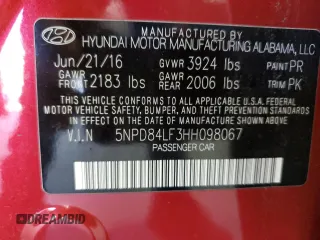 HYUNDAI MOTOR MANUFACTURING ALABAMA, LLC
Jun/21/16 GVWR 3924 lbs PAINT PR
GAWR FRONT 2183 lbs GAWR REAR 2006 lbs TRIM PK
THIS VEHICLE CONFORMS TO ALL APPLICABLE FEDERAL
MOTOR VEHICLE SAFETY, BUMPER, AND THEFT PREVENTION
STANDARDS IN EFFECT ON THE DATE OF MANUFACTURE SHOWN ABOVE.
V.I.N 5NPD84LF3HH098067
PASSENGER CAR
DREAMBID